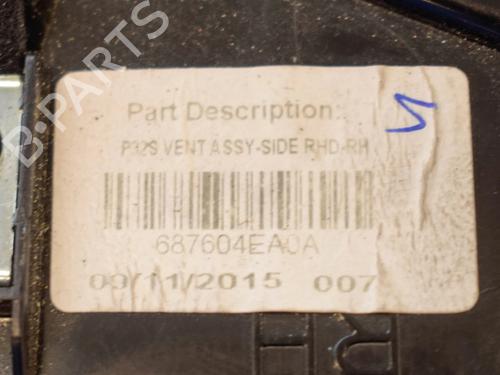 B-PARTS
Part Description:
P32S VENT ASSY-SIDE RHD-RH
687604EA0A
09/11/2015 007